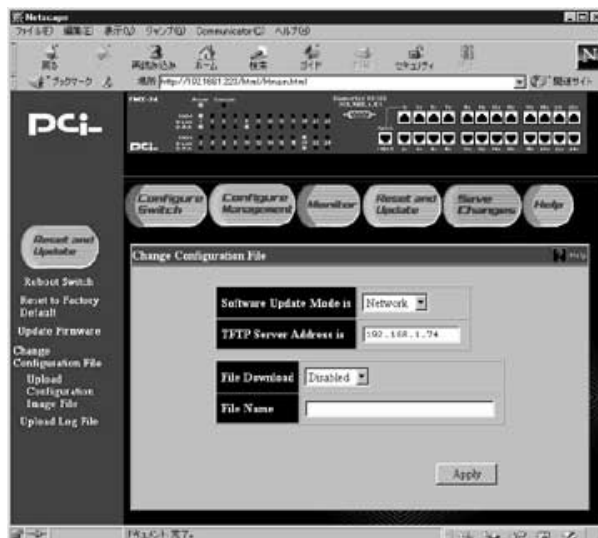 Netscape
ファイル(F) 編集(E) 表示(V) ジャンプ(G) Communicator(C) ヘルプ(H)
戻る 再読み込み ホーム 検索 ガイド セキュリティ
ブックマーク 場所 関連サイト
PCi-
FMX-24
PCi-
Configure Switch
Configure Management
Monitor
Reset and Update
Save Changes
Help
Reset and Update
Reboot Switch
Reset to Factory Default
Update Firmware
Change Configuration File
Upload Configuration Image File
Upload Log File
Change Configuration File
Help
Software Update Mode is Network
TFTP Server Address is 192.168.1.74
File Download Disabled
File Name
Apply
ドキュメント完了。